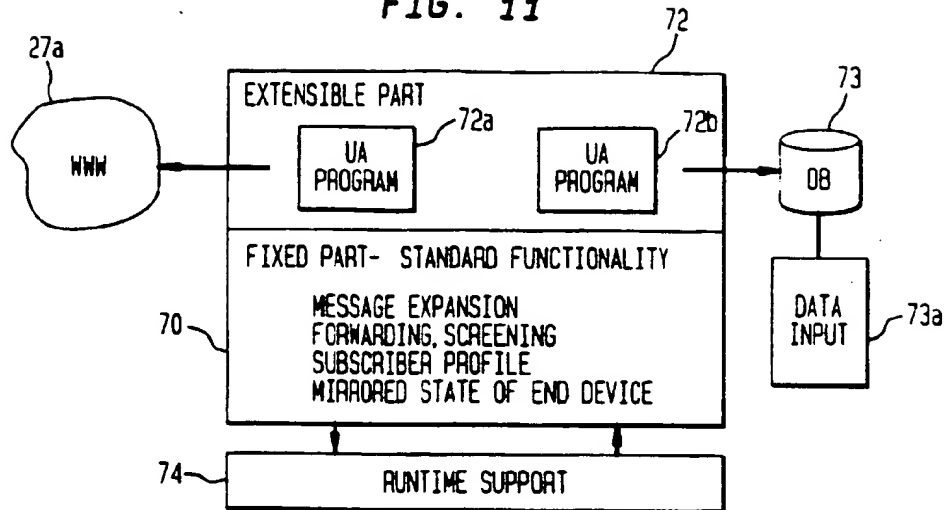 FIG. 11
27a
72
73
EXTENSIBLE PART
72a
72b
WWW
UA
PROGRAM
UA
PROGRAM
DB
FIXED PART- STANDARD FUNCTIONALITY
MESSAGE EXPANSION
FORWARDING, SCREENING
SUBSCRIBER PROFILE
MIRRORED STATE OF END DEVICE
70
DATA
INPUT
73a
74
RUNTIME SUPPORT